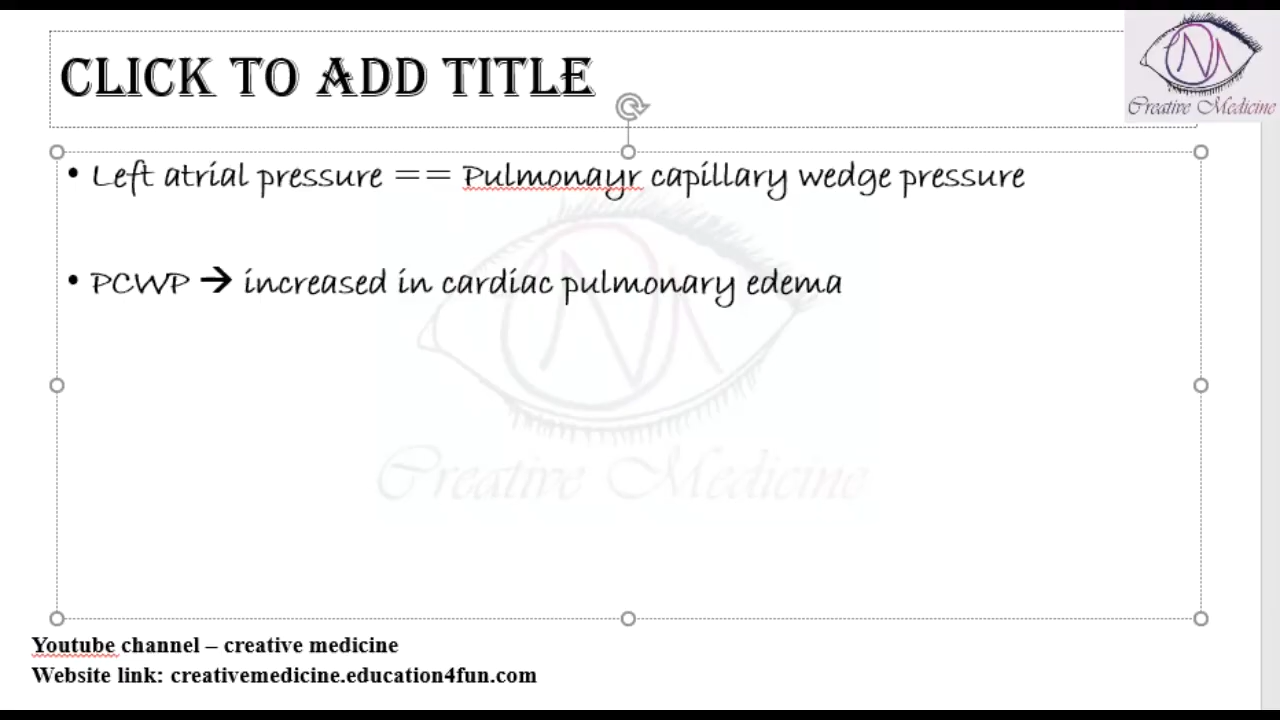 CLICK TO ADD TITLE
Creative Medicine
• Left atrial pressure == Pulmonayr capillary wedge pressure
• PCWP → increased in cardiac pulmonary edema
Creative Medicine
Youtube channel – creative medicine
Website link: creativemedicine.education4fun.com